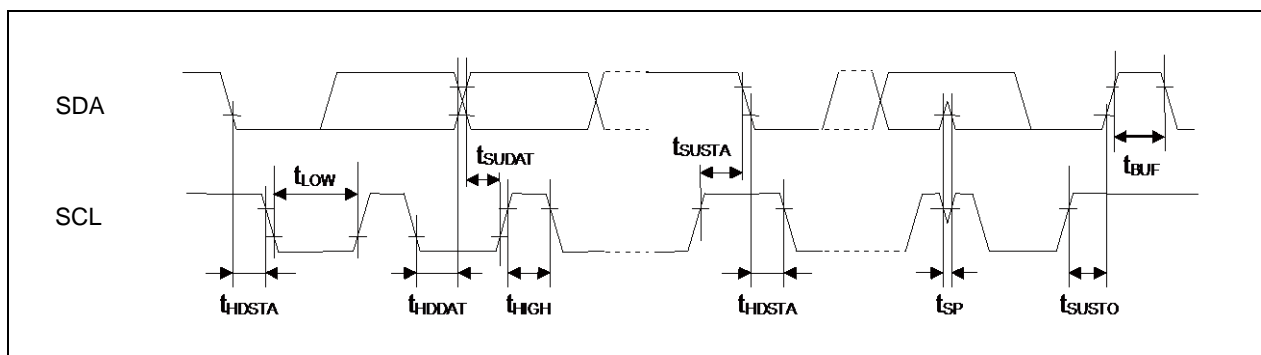 SDA
tSUDAT
tSUSTA
tBUF
tLOW
SCL
tHDSTA
tHDDAT
tHIGH
tHDSTA
tSP
tSUSTO